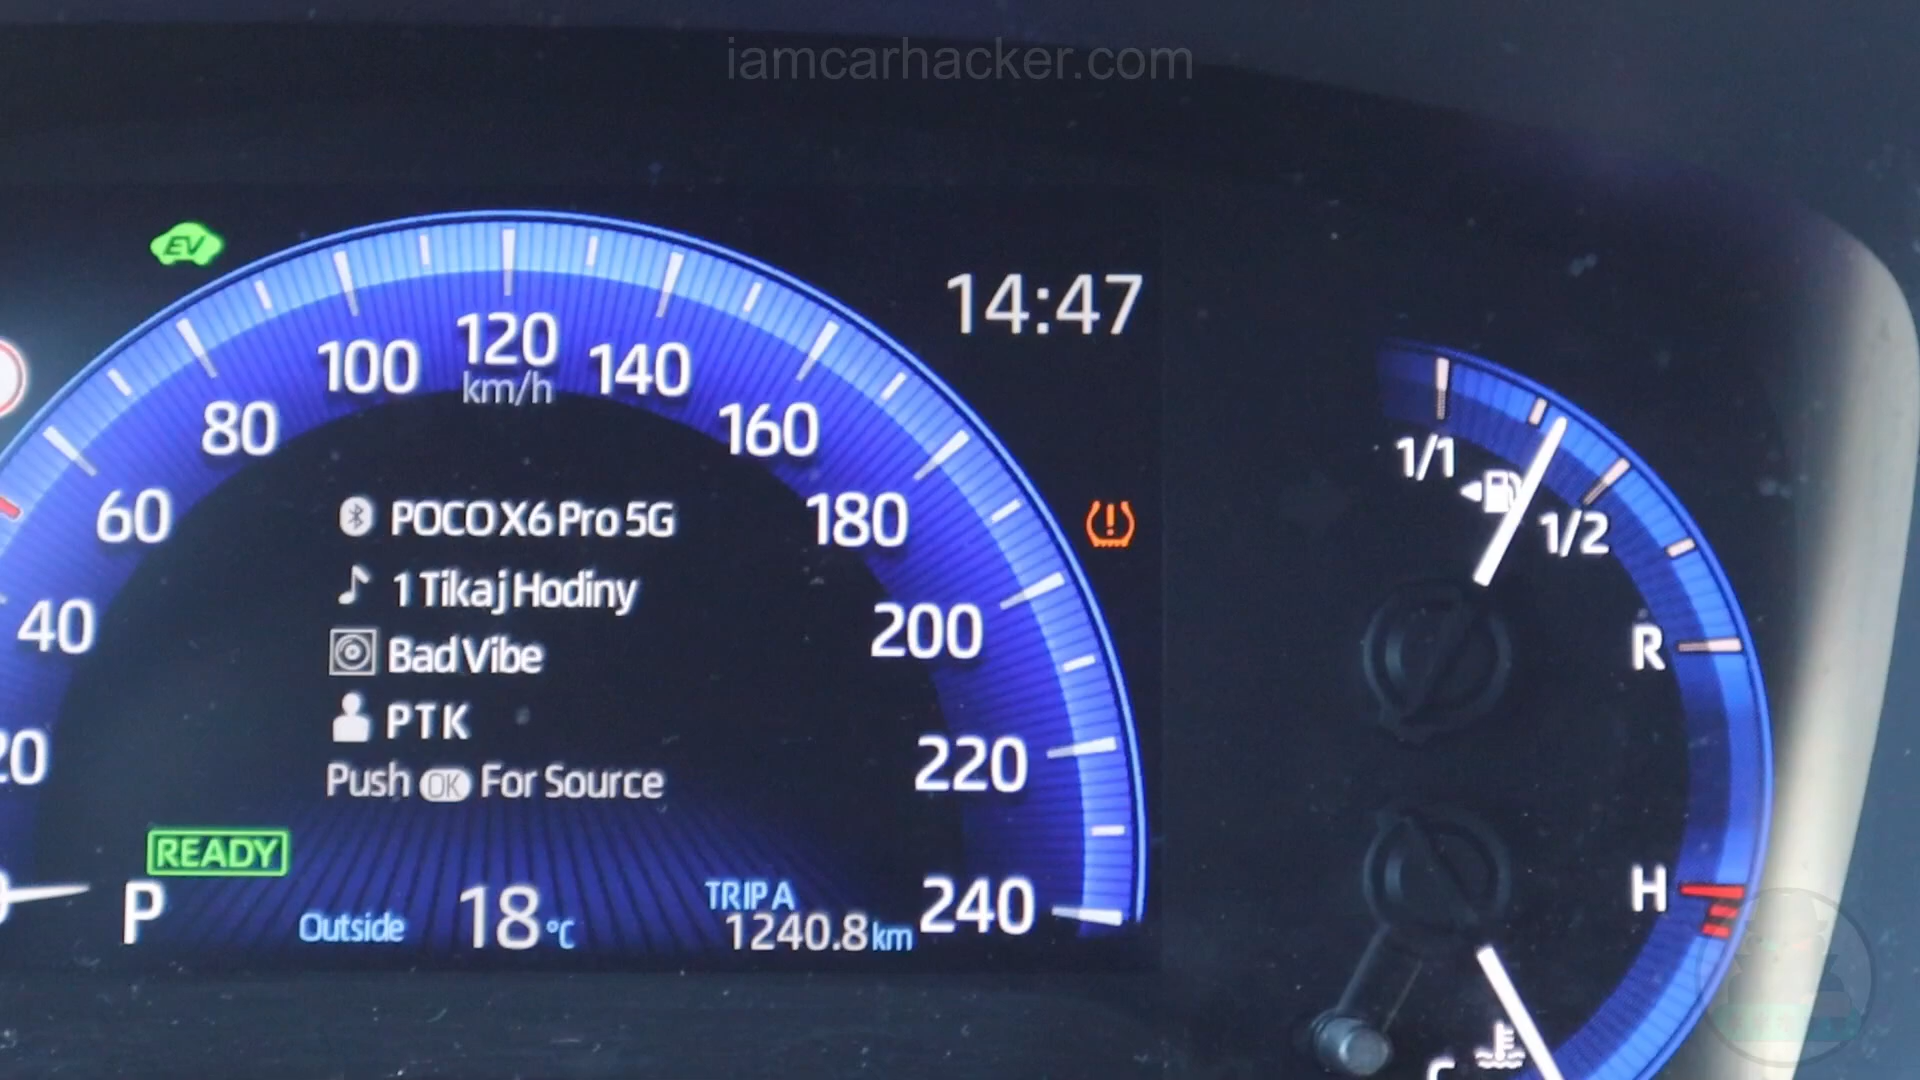 iamcarhacker.com
EV
14:47
100
120
140
km/h
80
160
60
180
40
200
20
220
240
POCO X6 Pro 5G
1 Tikaj Hodiny
Bad Vibe
PTK
Push OK For Source
READY
P
Outside 18 °C
TRIP A
1240.8 km
1/1
1/2
R
H